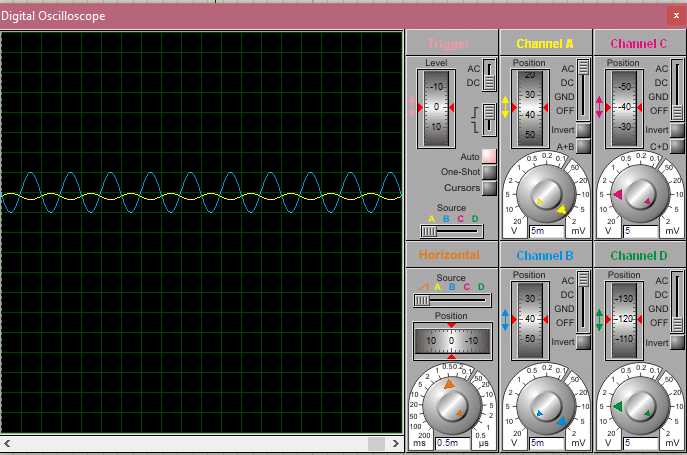 Digital Oscilloscope x
Trigger
Level
-10
0
10
AC
DC
Auto
One-Shot
Cursors
Source
A B C D
Channel A
Position
20
30
40
50
AC
DC
GND
OFF
Invert
A+B
0.5 0.2 0.1
1
50
2
20
5
10
10
5
20
2
V 5m mV
Channel C
Position
-50
-40
-30
AC
DC
GND
OFF
Invert
C+D
0.5 0.2 0.1
1
50
2
20
5
10
10
5
20
2
V 5 mV
Horizontal
Source
A B C D
Position
10 0 -10
1 0.5 0.2 0.1
2
50
5
20
10
10
20
5
50
2
100
1
200
0.5
ms 0.5m µs
Channel B
Position
30
40
50
AC
DC
GND
OFF
Invert
0.5 0.2 0.1
1
50
2
20
5
10
10
5
20
2
V 5m mV
Channel D
Position
-130
-120
-110
AC
DC
GND
OFF
Invert
0.5 0.2 0.1
1
50
2
20
5
10
10
5
20
2
V 5 mV